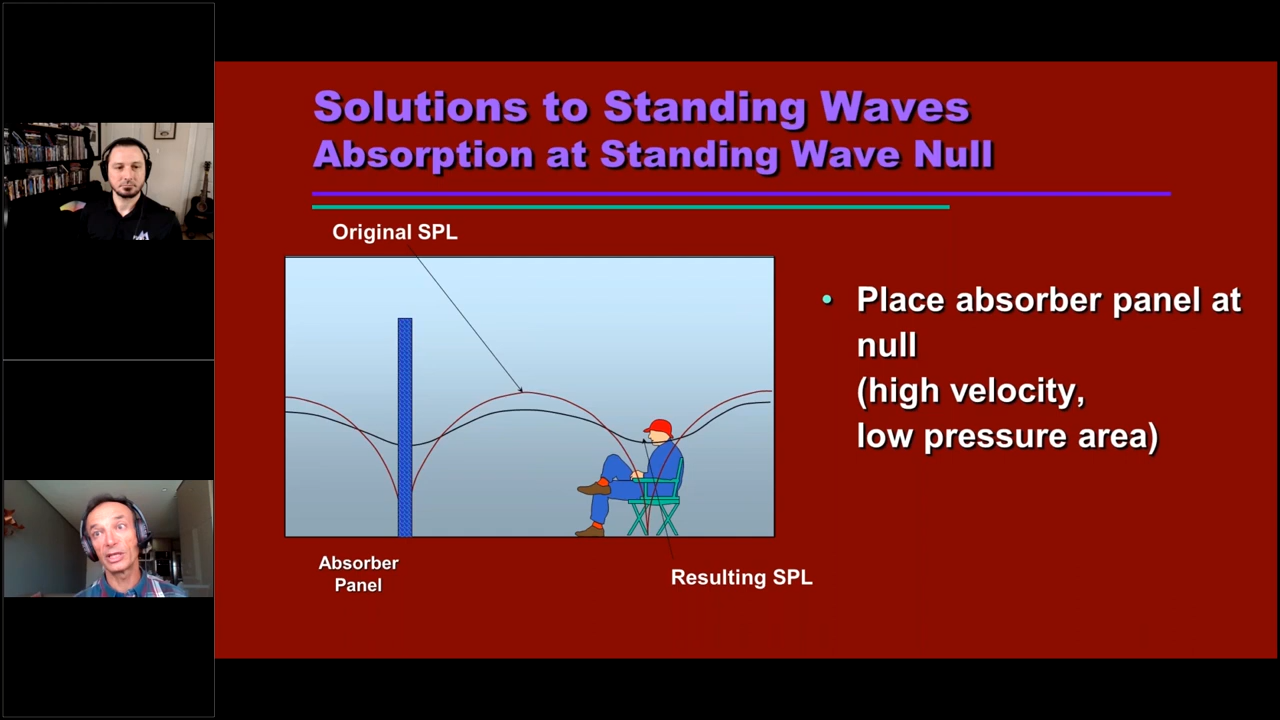 Solutions to Standing Waves
Absorption at Standing Wave Null
Original SPL
• Place absorber panel at
null
(high velocity,
low pressure area)
Absorber
Panel
Resulting SPL